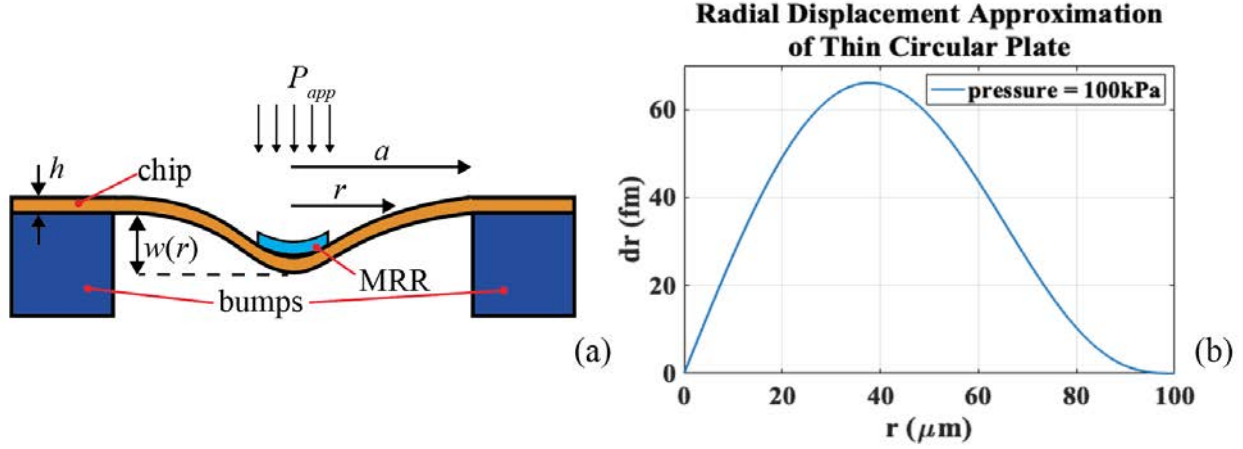 P_app
a
h
chip
r
w(r)
MRR
bumps
(a)
Radial Displacement Approximation
of Thin Circular Plate
pressure = 100kPa
60
40
20
0
dr (fm)
0 20 40 60 80 100
r (μm)
(b)